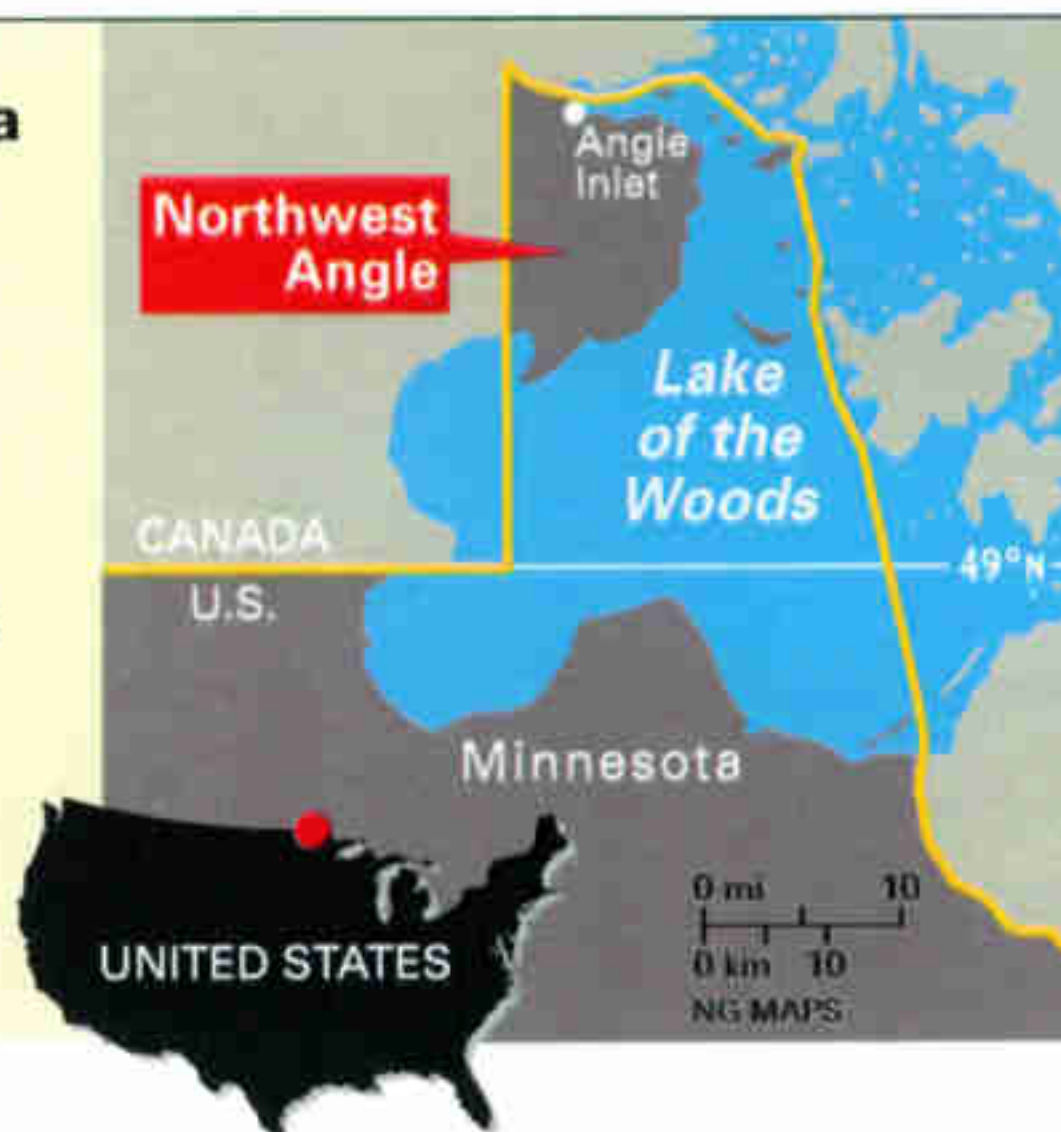 a
Angle
Inlet
Northwest
Angle
Lake
of the
Woods
CANADA
49°N
U.S.
Minnesota
0 mi 10
0 km 10
NG MAPS
UNITED STATES